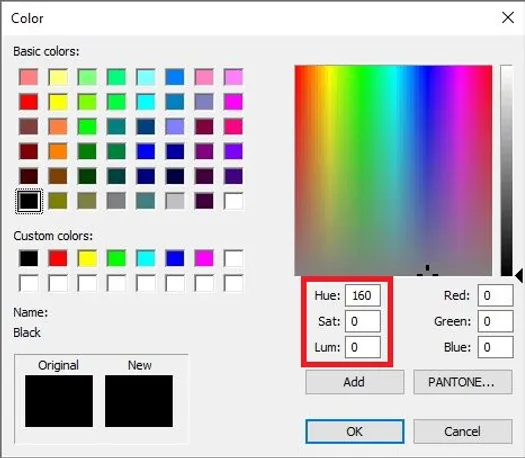 Color
Basic colors:
Custom colors:
Name:
Black
Original New
Hue: 160 Red: 0
Sat: 0 Green: 0
Lum: 0 Blue: 0
Add PANTONE...
OK Cancel